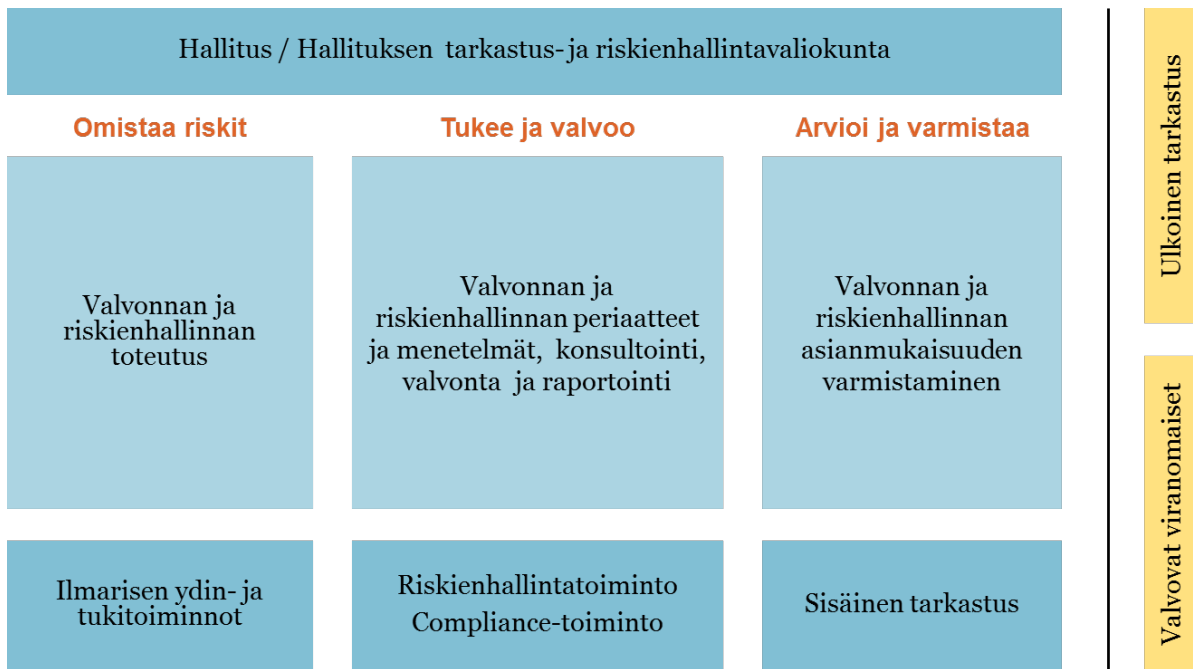 Hallitus / Hallituksen tarkastus- ja riskienhallintavaliokunta
Omistaa riskit
Tukee ja valvoo
Arvioi ja varmistaa
Valvonnan ja
riskienhallinnan
toteutus
Valvonnan ja
riskienhallinnan periaatteet
ja menetelmät, konsultointi,
valvonta ja raportointi
Valvonnan ja
riskienhallinnan
asianmukaisuuden
varmistaminen
Ilmarisen ydin- ja
tukitoiminnot
Riskienhallintatoiminto
Compliance-toiminto
Sisäinen tarkastus
Ulkoinen tarkastus
Valvovat viranomaiset